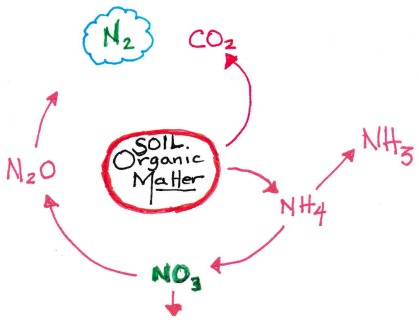 N₂
CO₂
SOIL.
Organic
Matter
NH₃
N₂O
NH4
NO₃